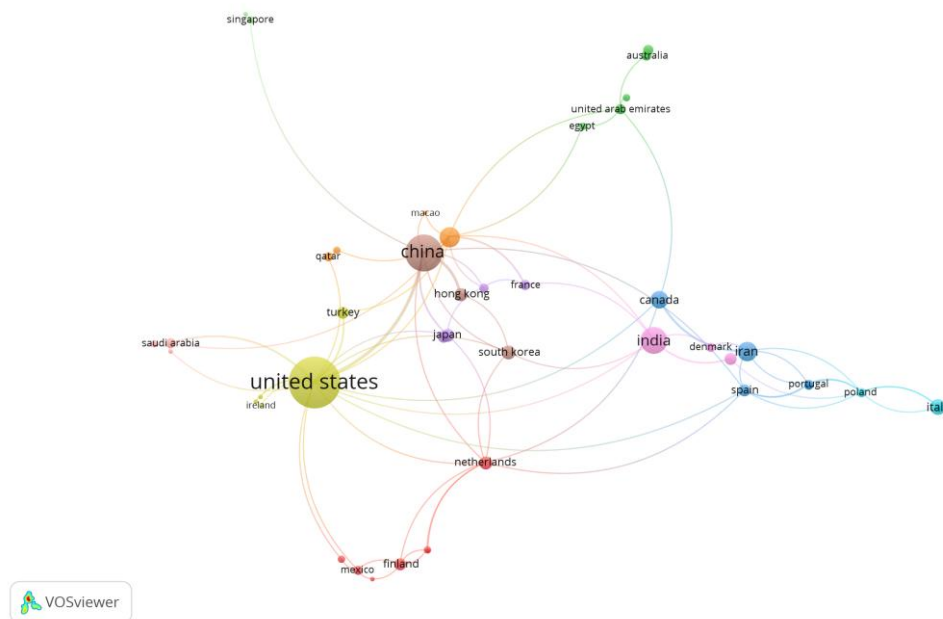 singapore
australia
united arab emirates
egypt
macao
china
qatar
hong kong
france
canada
turkey
japan
saudi arabia
south korea
india
denmark
iran
united states
spain
portugal
poland
ital
ireland
netherlands
mexico
finland
VOSviewer